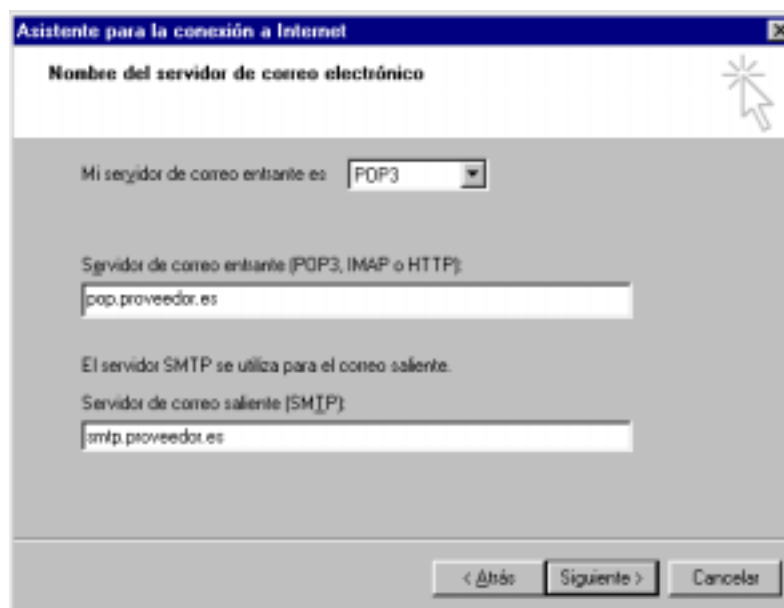 Asistente para la conexión a Internet
Nombre del servidor de correo electrónico
Mi servidor de correo entrante es POP3
Servidor de correo entrante (POP3, IMAP o HTTP):
pop.proveedor.es
El servidor SMTP se utiliza para el correo saliente.
Servidor de correo saliente (SMTP):
smtp.proveedor.es
< Atrás Siguiente > Cancelar